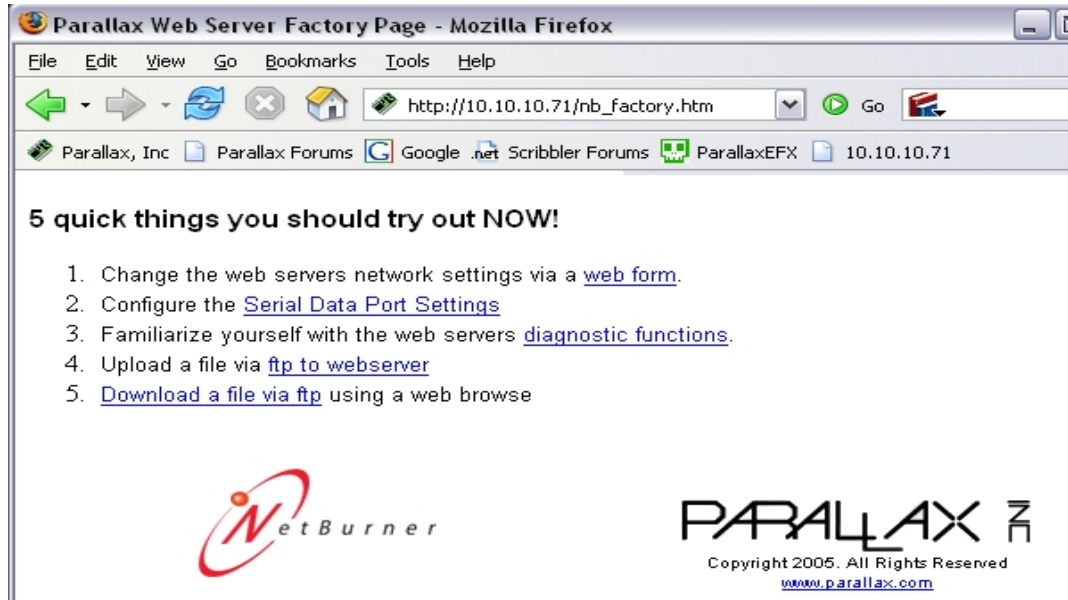 Parallax Web Server Factory Page - Mozilla Firefox
File Edit View Go Bookmarks Tools Help
http://10.10.10.71/nb_factory.htm Go
Parallax, Inc Parallax Forums G Google .net Scribbler Forums ParallaxEFX 10.10.10.71
5 quick things you should try out NOW!
1. Change the web servers network settings via a web form.
2. Configure the Serial Data Port Settings
3. Familiarize yourself with the web servers diagnostic functions.
4. Upload a file via ftp to webserver
5. Download a file via ftp using a web browse
NetBurner
PARALLAX INC
Copyright 2005. All Rights Reserved
www.parallax.com